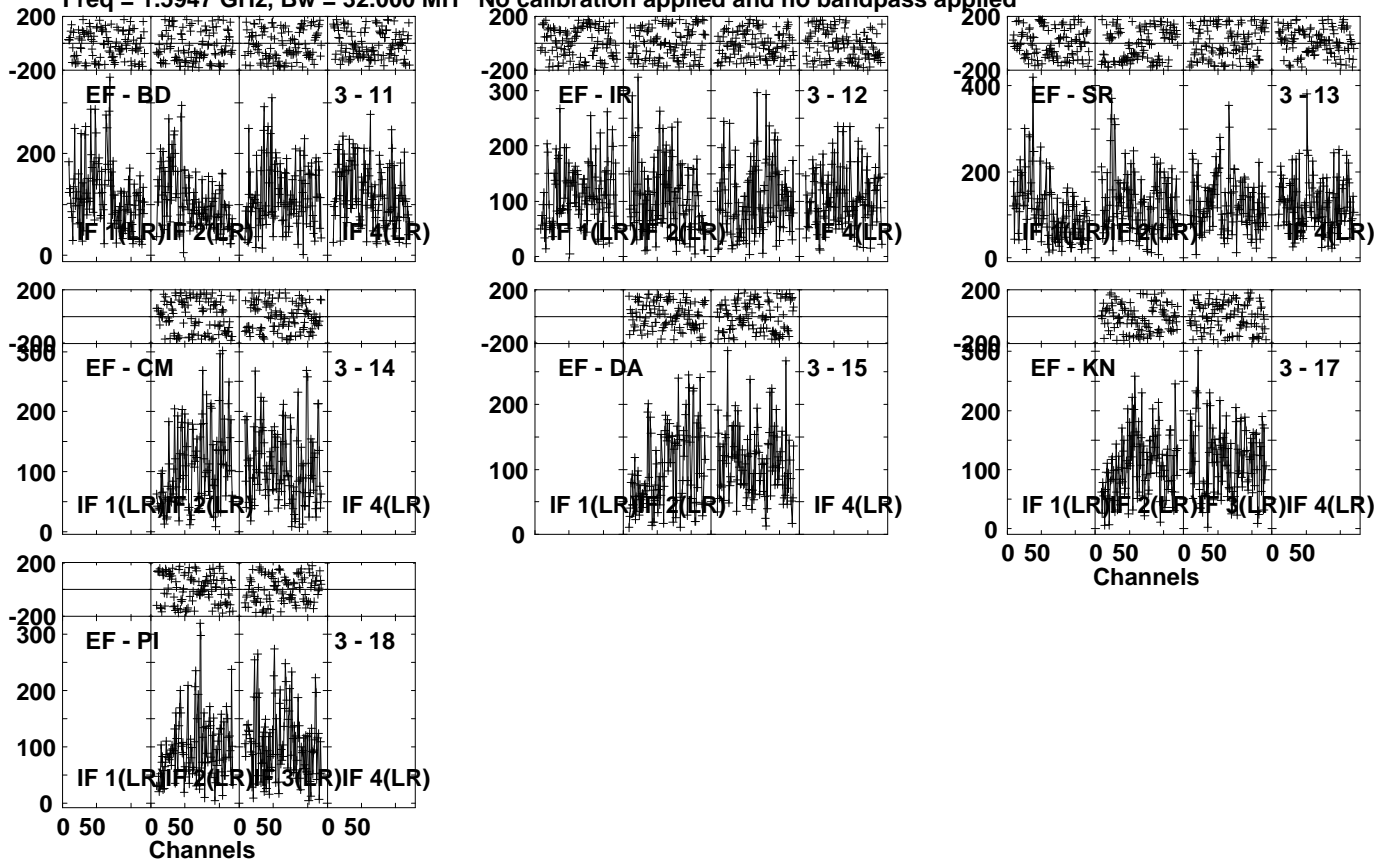 Freq = 1.5947 GHz, Bw = 32.000 MH No calibration applied and no bandpass applied
200
-200
EF - BD 3 - 11
200
0
IF 1(LR) IF 2(LR) IF 4(LR)
200
-200
300
EF - IR 3 - 12
200
100
0
IF 1(LR) IF 2(LR) IF 4(LR)
200
-200
400
EF - SR 3 - 13
200
0
IF 1(LR) IF 2(LR) IF 4(LR)
200
-200
300
EF - CM 3 - 14
200
100
0
IF 1(LR) IF 2(LR) IF 4(LR)
200
-200
EF - DA 3 - 15
200
100
0
IF 1(LR) IF 2(LR) IF 4(LR)
200
-200
300
EF - KN 3 - 17
200
100
0
IF 1(LR) IF 2(LR) IF 3(LR) IF 4(LR)
0 50 0 50 0 50 0 50
Channels
200
-200
300
EF - PI 3 - 18
200
100
0
IF 1(LR) IF 2(LR) IF 3(LR) IF 4(LR)
0 50 0 50 0 50 0 50
Channels